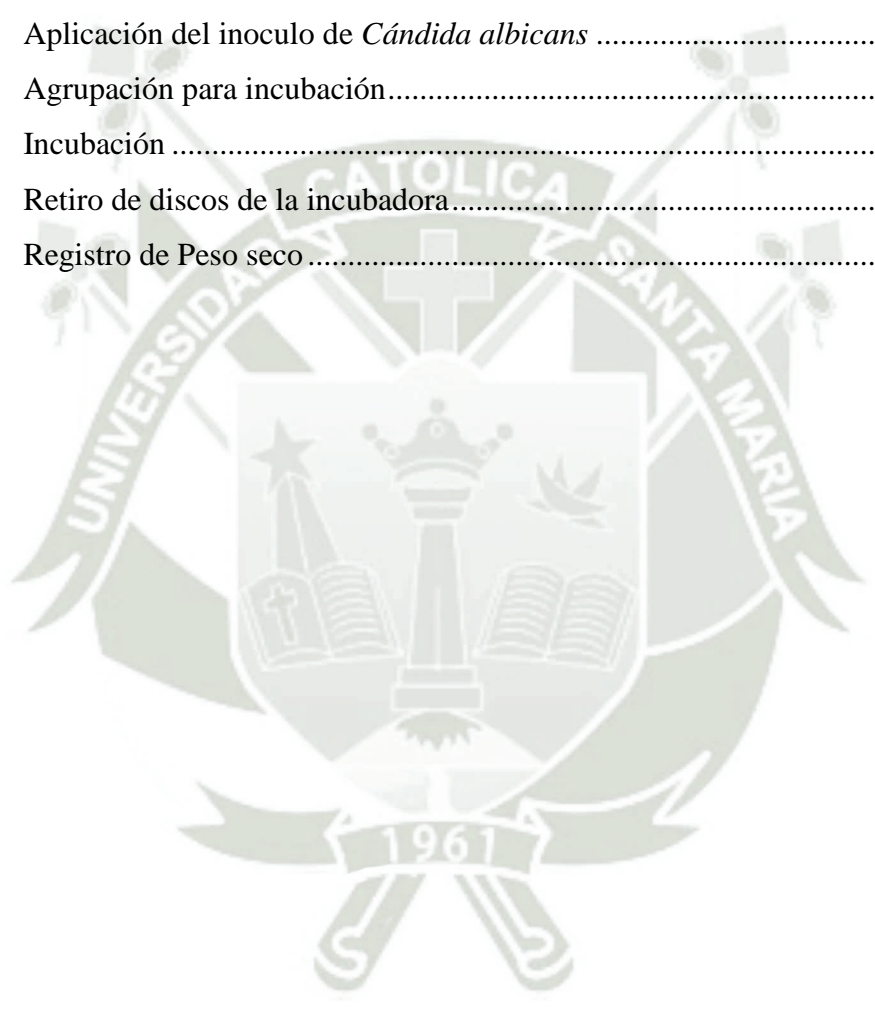 Aplicación del inoculo de Cándida albicans ...................................
Agrupación para incubación.............................................................
Incubación ........................................................................................
Retiro de discos de la incubadora.....................................................
Registro de Peso seco.......................................................................
UNIVERSIDAD CATOLICA SANTA MARIA
1961